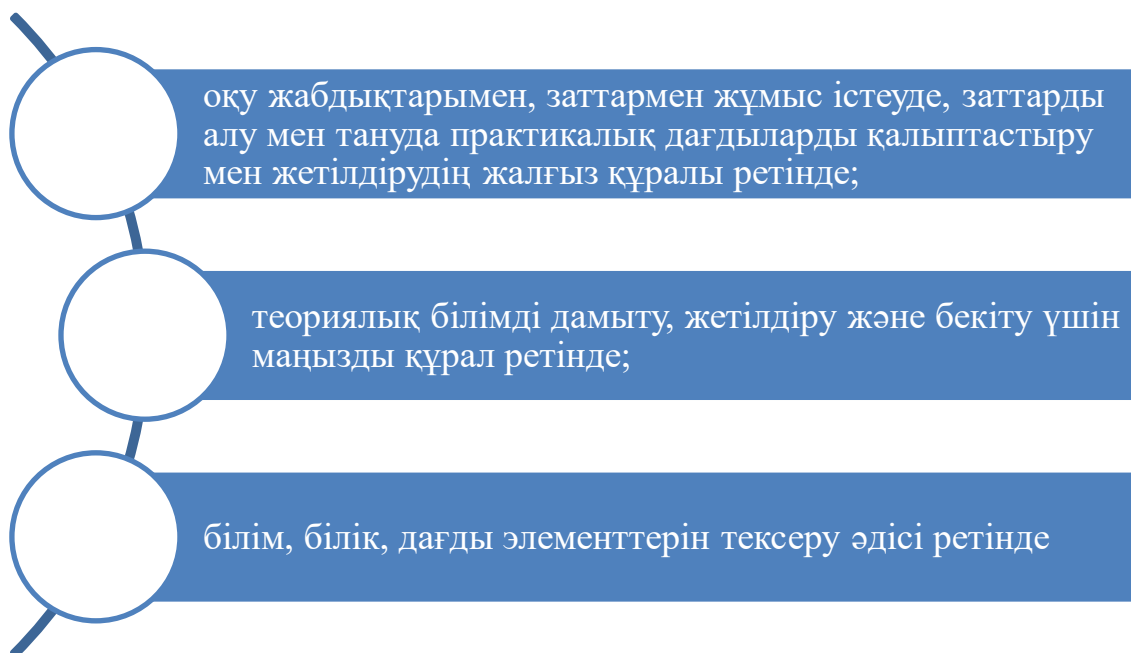 оқу жабдықтарымен, заттармен жұмыс істеуде, заттарды
алу мен тануда практикалық дағдыларды қалыптастыру
мен жетілдірудің жалғыз құралы ретінде;
теориялық білімді дамыту, жетілдіру және бекіту үшін
маңызды құрал ретінде;
білім, білік, дағды элементтерін тексеру әдісі ретінде